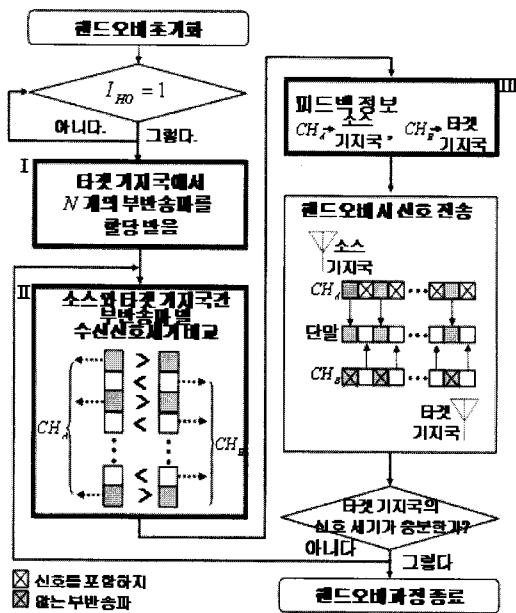 핸드오버 초기화
I_HO = 1
아니다.
그렇다.
I
타겟 기지국에서
N 개의 부반송파를
할당 받음
II
소스와 타겟 기지국간
부반송파 별
수신신호세기 비교
> 
<
>
<
<
>
CH_A
CH_B
III
피드백 정보
CH_A → 소스 기지국, CH_B → 타겟 기지국
핸드오버 시 신호 전송
소스
기지국
CH_A
단말
CH_B
타겟
기지국
타겟 기지국의
신호 세기가 충분한가?
아니다
그렇다
핸드오버 과정 종료
신호를 포함하지
않는 부반송파